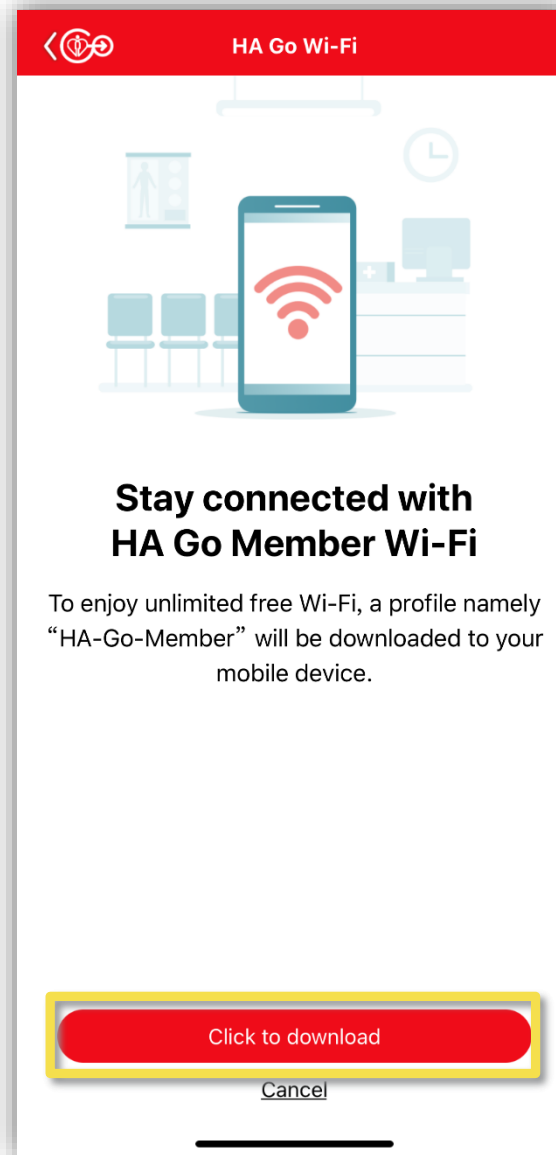 HA Go Wi-Fi
Stay connected with
HA Go Member Wi-Fi
To enjoy unlimited free Wi-Fi, a profile namely
“HA-Go-Member” will be downloaded to your
mobile device.
Click to download
Cancel